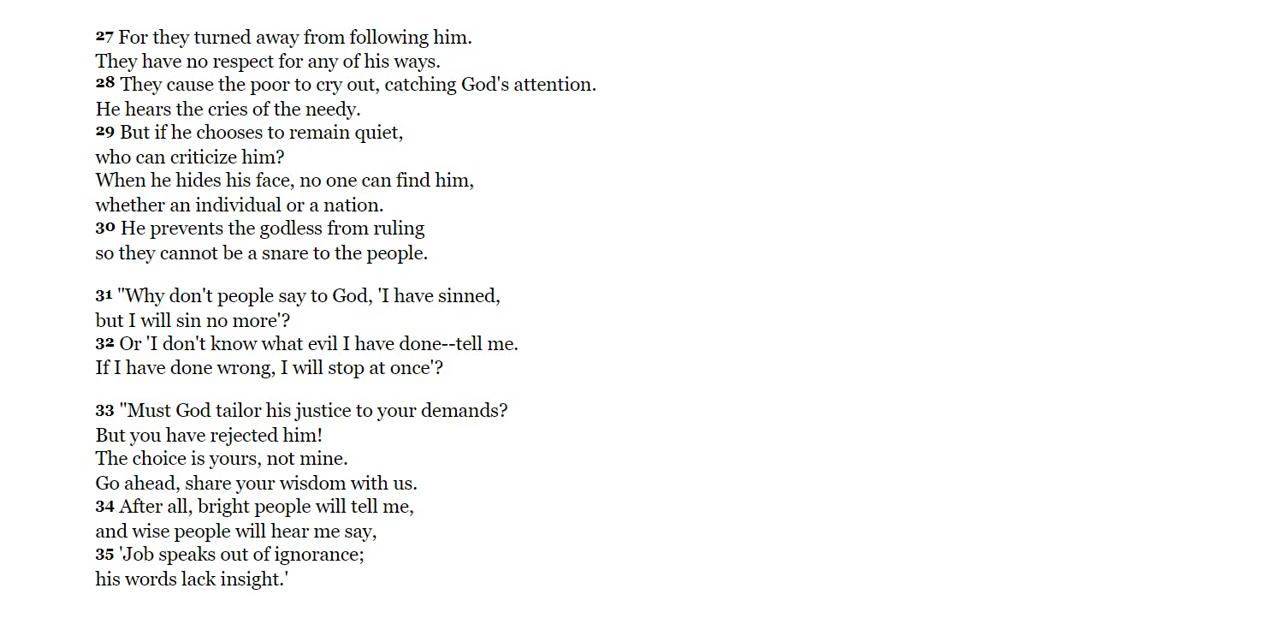 27 For they turned away from following him.
They have no respect for any of his ways.
28 They cause the poor to cry out, catching God's attention.
He hears the cries of the needy.
29 But if he chooses to remain quiet,
who can criticize him?
When he hides his face, no one can find him,
whether an individual or a nation.
30 He prevents the godless from ruling
so they cannot be a snare to the people.
31 "Why don't people say to God, 'I have sinned,
but I will sin no more'?
32 Or 'I don't know what evil I have done--tell me.
If I have done wrong, I will stop at once'?
33 "Must God tailor his justice to your demands?
But you have rejected him!
The choice is yours, not mine.
Go ahead, share your wisdom with us.
34 After all, bright people will tell me,
and wise people will hear me say,
35 'Job speaks out of ignorance;
his words lack insight.'